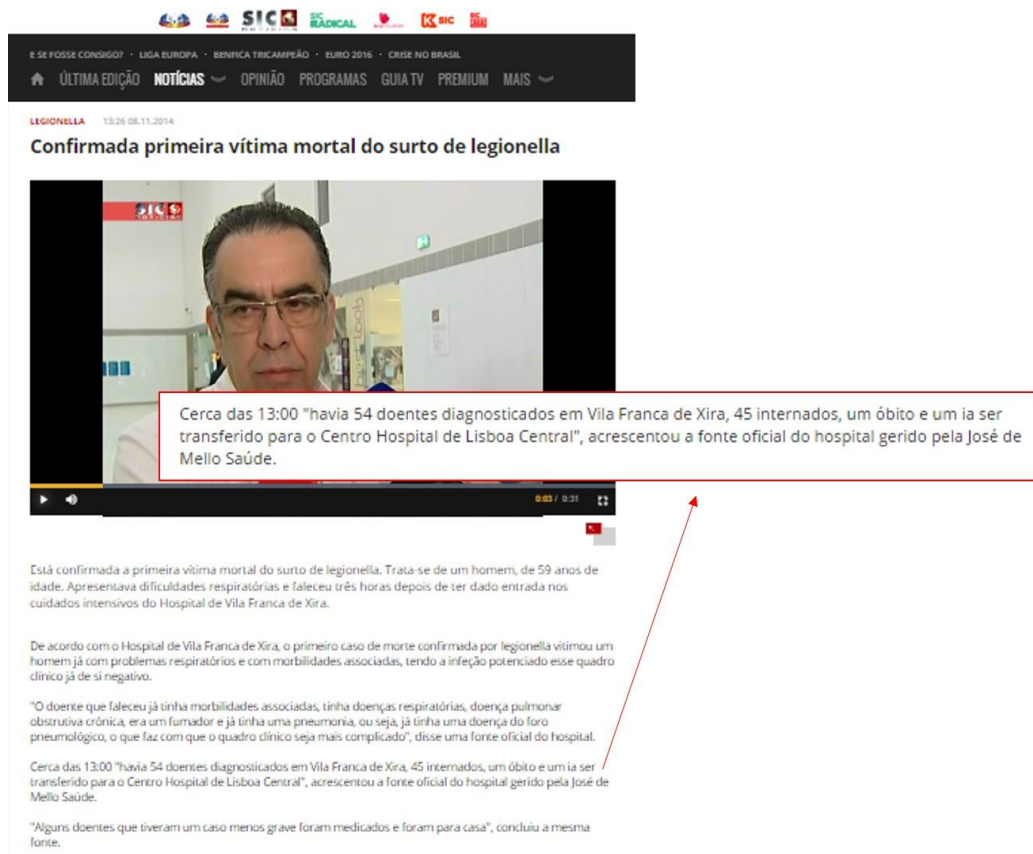 SIC
NOTÍCIAS
SIC
RADICAL
SIC
E SE FOSSE CONSIGO? · LIGA EUROPA · BENFICA TRICAMPEÃO · EURO 2016 · CRISE NO BRASIL
ÚLTIMA EDIÇÃO NOTÍCIAS OPINIÃO PROGRAMAS GUIA TV PREMIUM MAIS
LEGIONELLA 13:26 08.11.2014
Confirmada primeira vítima mortal do surto de legionella
SIC
NOTÍCIAS
best look
Cerca das 13:00 "havia 54 doentes diagnosticados em Vila Franca de Xira, 45 internados, um óbito e um ia ser
transferido para o Centro Hospital de Lisboa Central", acrescentou a fonte oficial do hospital gerido pela José de
Mello Saúde.
0:03 / 0:31
Está confirmada a primeira vítima mortal do surto de legionella. Trata-se de um homem, de 59 anos de
idade. Apresentava dificuldades respiratórias e faleceu três horas depois de ter dado entrada nos
cuidados intensivos do Hospital de Vila Franca de Xira.
De acordo com o Hospital de Vila Franca de Xira, o primeiro caso de morte confirmada por legionella vitimou um
homem já com problemas respiratórios e com morbilidades associadas, tendo a infeção potenciado esse quadro
clínico já de si negativo.
"O doente que faleceu já tinha morbilidades associadas, tinha doenças respiratórias, doença pulmonar
obstrutiva crónica, era um fumador e já tinha uma pneumonia, ou seja, já tinha uma doença do foro
pneumológico, o que faz com que o quadro clínico seja mais complicado", disse uma fonte oficial do hospital.
Cerca das 13:00 "havia 54 doentes diagnosticados em Vila Franca de Xira, 45 internados, um óbito e um ia ser
transferido para o Centro Hospital de Lisboa Central", acrescentou a fonte oficial do hospital gerido pela José de
Mello Saúde.
"Alguns doentes que tiveram um caso menos grave foram medicados e foram para casa", concluiu a mesma
fonte.